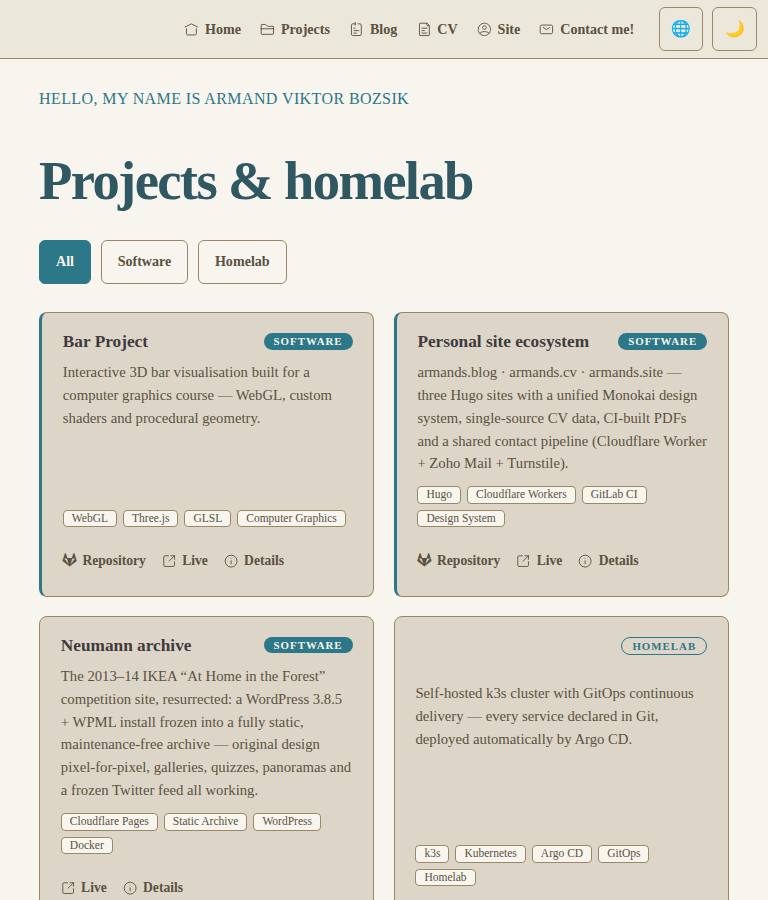 Home Projects Blog CV Site Contact me!
HELLO, MY NAME IS ARMAND VIKTOR BOZSIK
Projects & homelab
All Software Homelab
Bar Project SOFTWARE
Interactive 3D bar visualisation built for a
computer graphics course — WebGL, custom
shaders and procedural geometry.
WebGL Three.js GLSL Computer Graphics
Repository Live Details
Personal site ecosystem SOFTWARE
armands.blog · armands.cv · armands.site —
three Hugo sites with a unified Monokai design
system, single-source CV data, CI-built PDFs
and a shared contact pipeline (Cloudflare Worker
+ Zoho Mail + Turnstile).
Hugo Cloudflare Workers GitLab CI
Design System
Repository Live Details
Neumann archive SOFTWARE
The 2013–14 IKEA “At Home in the Forest”
competition site, resurrected: a WordPress 3.8.5
+ WPML install frozen into a fully static,
maintenance-free archive — original design
pixel-for-pixel, galleries, quizzes, panoramas and
a frozen Twitter feed all working.
Cloudflare Pages Static Archive WordPress
Docker
Live Details
HOMELAB
Self-hosted k3s cluster with GitOps continuous
delivery — every service declared in Git,
deployed automatically by Argo CD.
k3s Kubernetes Argo CD GitOps
Homelab